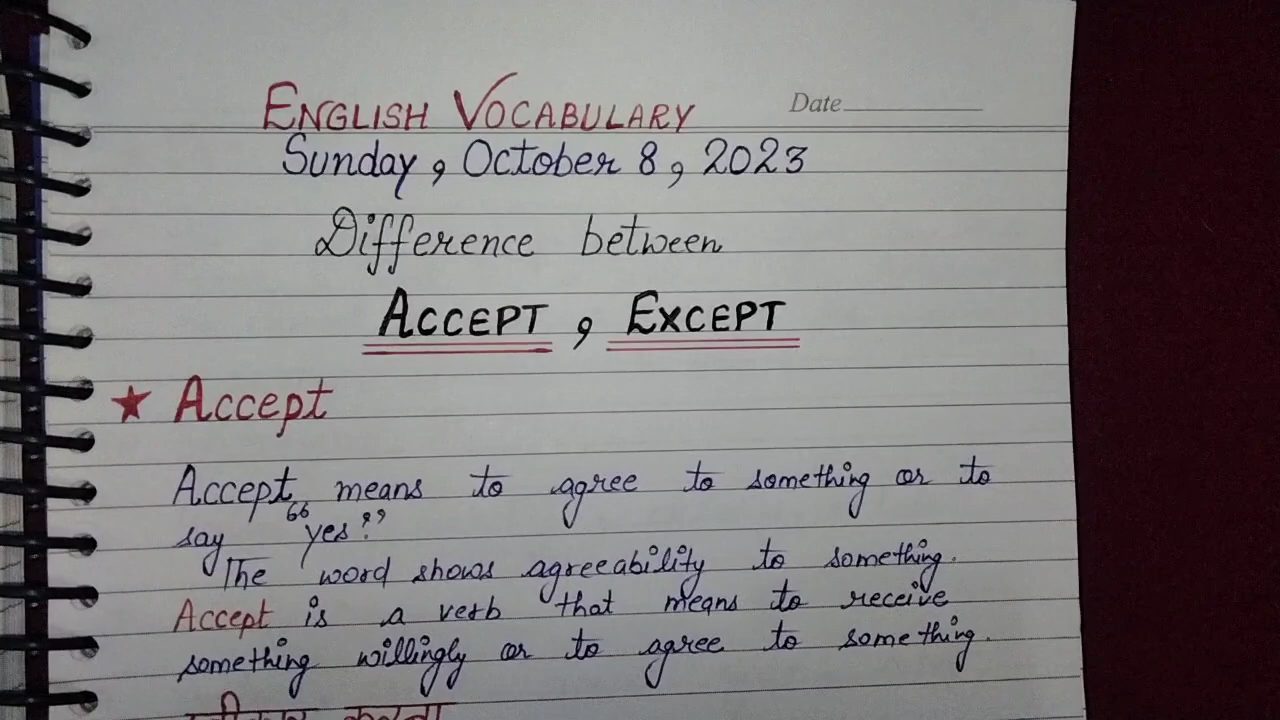 ENGLISH VOCABULARY Date
Sunday, October 8, 2023
Difference between
ACCEPT, EXCEPT
★ Accept
Accept means to agree to something or to
say "yes".
The word shows agreeability to something.
Accept is a verb that means to receive
something willingly or to agree to something.